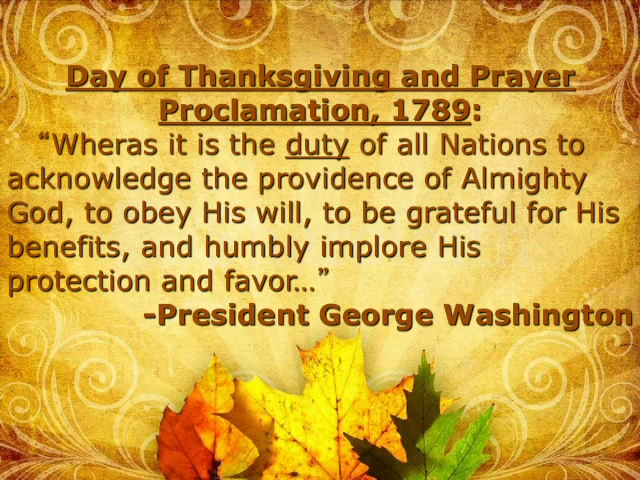 Day of Thanksgiving and Prayer
Proclamation, 1789:
“Wheras it is the duty of all Nations to
acknowledge the providence of Almighty
God, to obey His will, to be grateful for His
benefits, and humbly implore His
protection and favor…”
-President George Washington